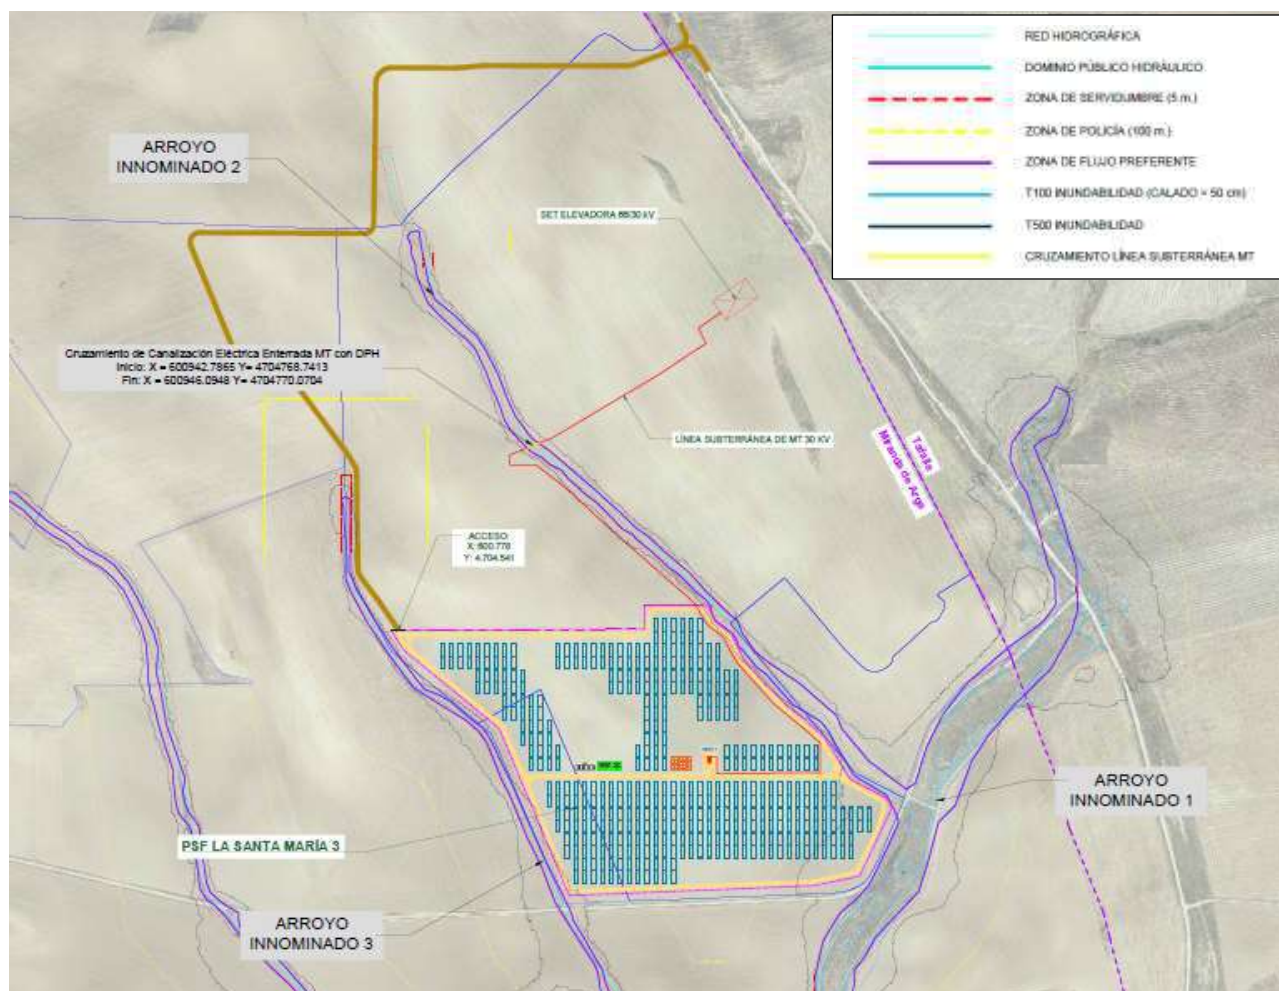 RED HIDROGRÁFICA
DOMINIO PÚBLICO HIDRÁULICO
ZONA DE SERVIDUMBRE (5 m.)
ZONA DE POLICÍA (100 m.)
ZONA DE FLUJO PREFERENTE
T100 INUNDABILIDAD (CALADO > 50 cm)
T500 INUNDABILIDAD
CRUZAMIENTO LÍNEA SUBTERRÁNEA MT
ARROYO
INNOMINADO 2
SET ELEVADORA 66/30 kV
Cruzamiento de Canalización Eléctrica Enterrada MT con DPH
Inicio: X = 600942.7865 Y= 4704768.7413
Fin: X = 600946.0948 Y= 4704770.0704
LÍNEA SUBTERRÁNEA DE MT 30 KV
Tafalla
Miranda de Arga
ACCESO:
X: 600.778
Y: 4.704.541
ARROYO
INNOMINADO 1
PSF LA SANTA MARÍA 3
ARROYO
INNOMINADO 3